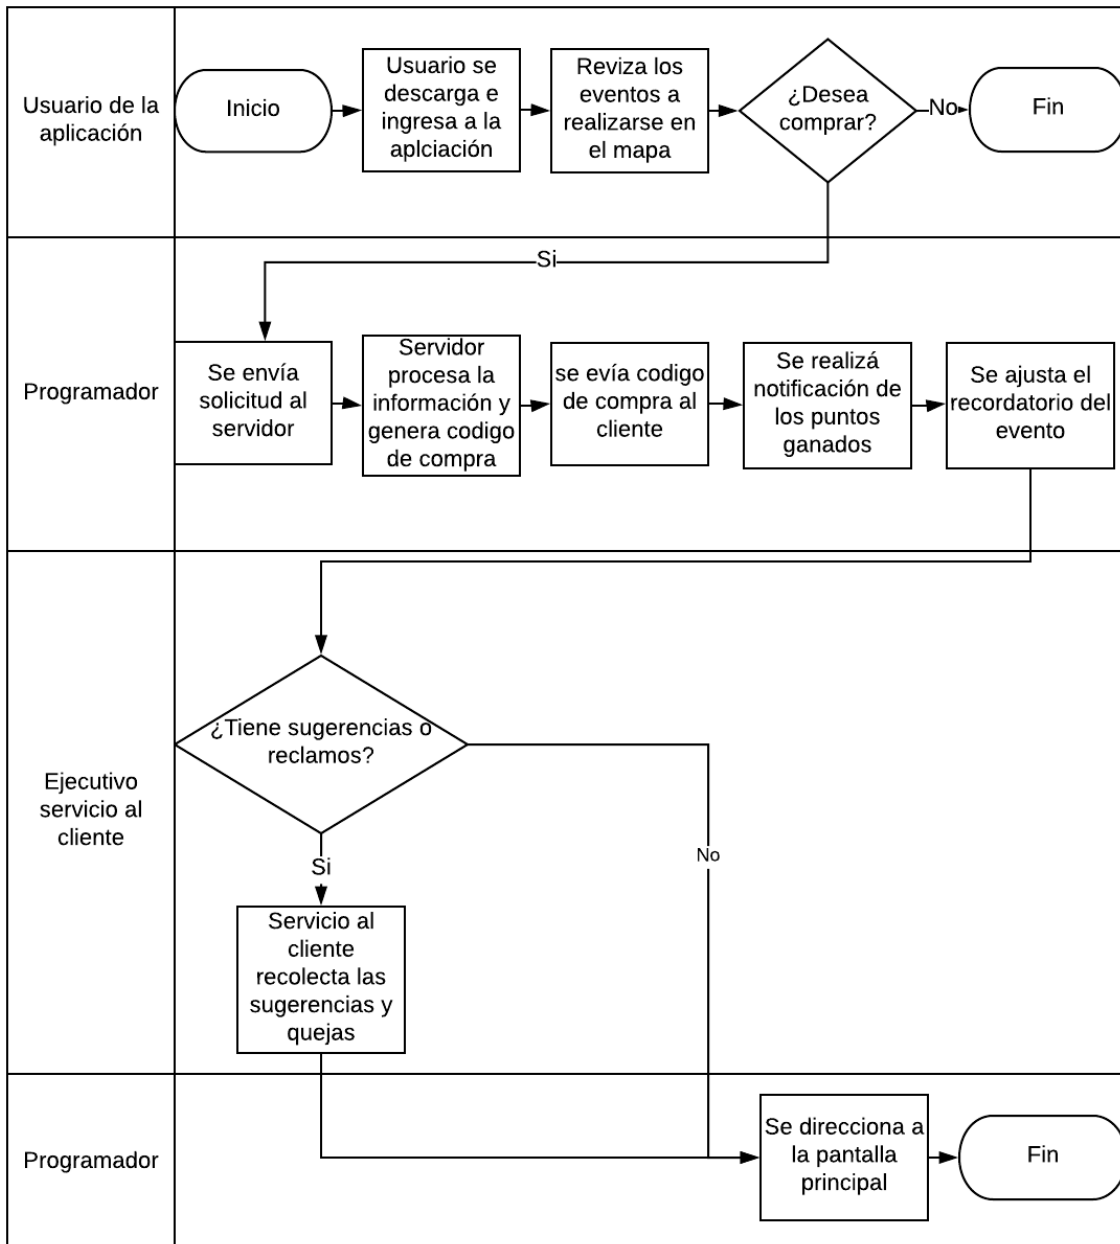 Usuario de la
aplicación
Inicio
Usuario se
descarga e
ingresa a la
aplciación
Reviza los
eventos a
realizarse en
el mapa
¿Desea
comprar?
No
Fin
Si
Programador
Se envía
solicitud al
servidor
Servidor
procesa la
información y
genera codigo
de compra
se evía codigo
de compra al
cliente
Se realizá
notificación de
los puntos
ganados
Se ajusta el
recordatorio del
evento
Ejecutivo
servicio al
cliente
¿Tiene sugerencias o
reclamos?
Si
No
Servicio al
cliente
recolecta las
sugerencias y
quejas
Programador
Se direcciona a
la pantalla
principal
Fin